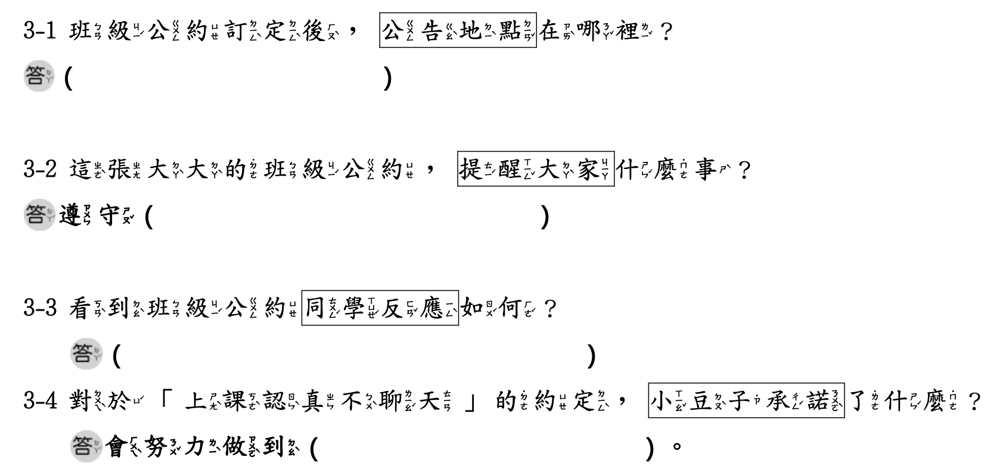 3-1 班級公約訂定後，公告地點在哪裡？
答(　　　　　　　　)
3-2 這張大大的班級公約，提醒大家什麼事？
答遵守(　　　　　　　　　　)
3-3 看到班級公約同學反應如何？
答(　　　　　　　　　　　　)
3-4 對於「上課認真不聊天」的約定，小豆子承諾了什麼？
答會努力做到(　　　　　　　　)。